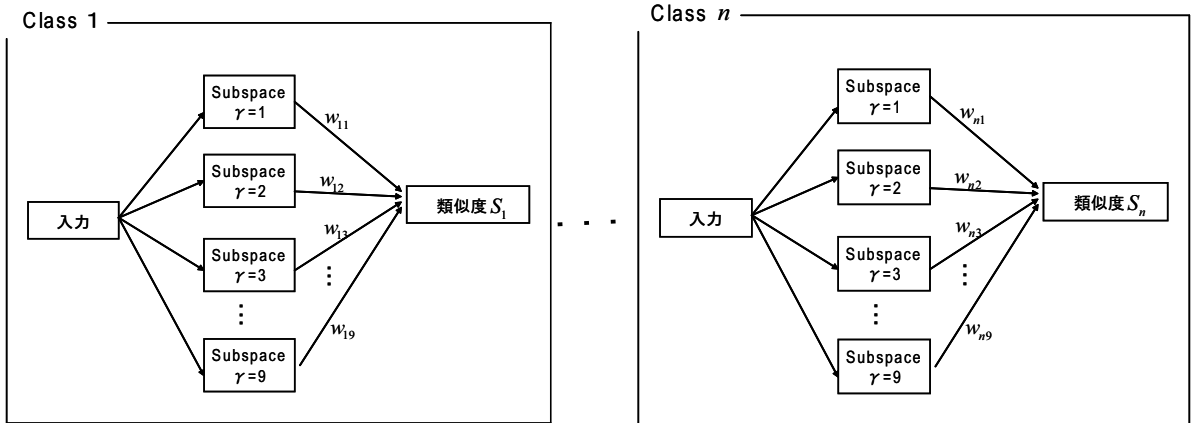 Class 1
Subspace
γ=1
w11
Subspace
γ=2
w12
入力
類似度 S1
Subspace
γ=3
w13
⋮
⋮
Subspace
γ=9
w19
· · ·
Class n
Subspace
γ=1
wn1
Subspace
γ=2
wn2
入力
類似度 Sn
Subspace
γ=3
wn3
⋮
⋮
Subspace
γ=9
wn9